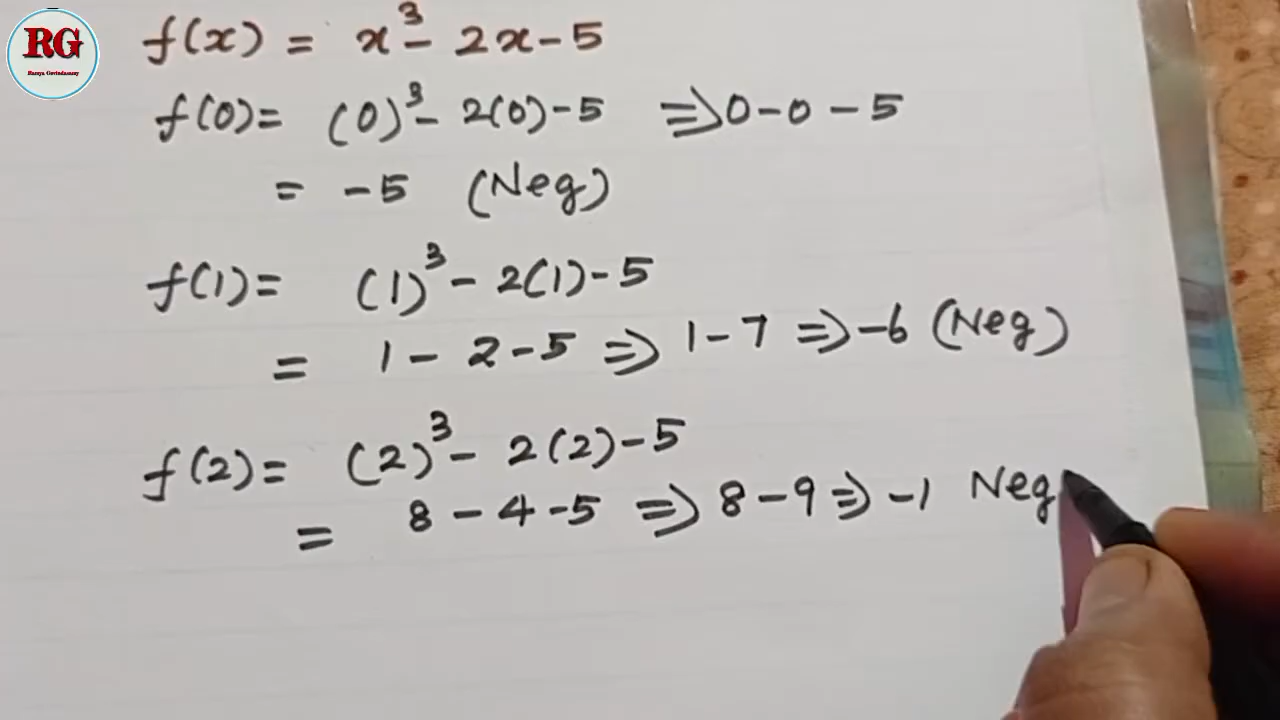 RG
Ramya Govindasamy
f(x) = x³ - 2x - 5
f(0) = (0)³ - 2(0) - 5 ⇒ 0 - 0 - 5
= -5 (Neg)
f(1) = (1)³ - 2(1) - 5
= 1 - 2 - 5 ⇒ 1 - 7 ⇒ -6 (Neg)
f(2) = (2)³ - 2(2) - 5
= 8 - 4 - 5 ⇒ 8 - 9 ⇒ -1 Neg